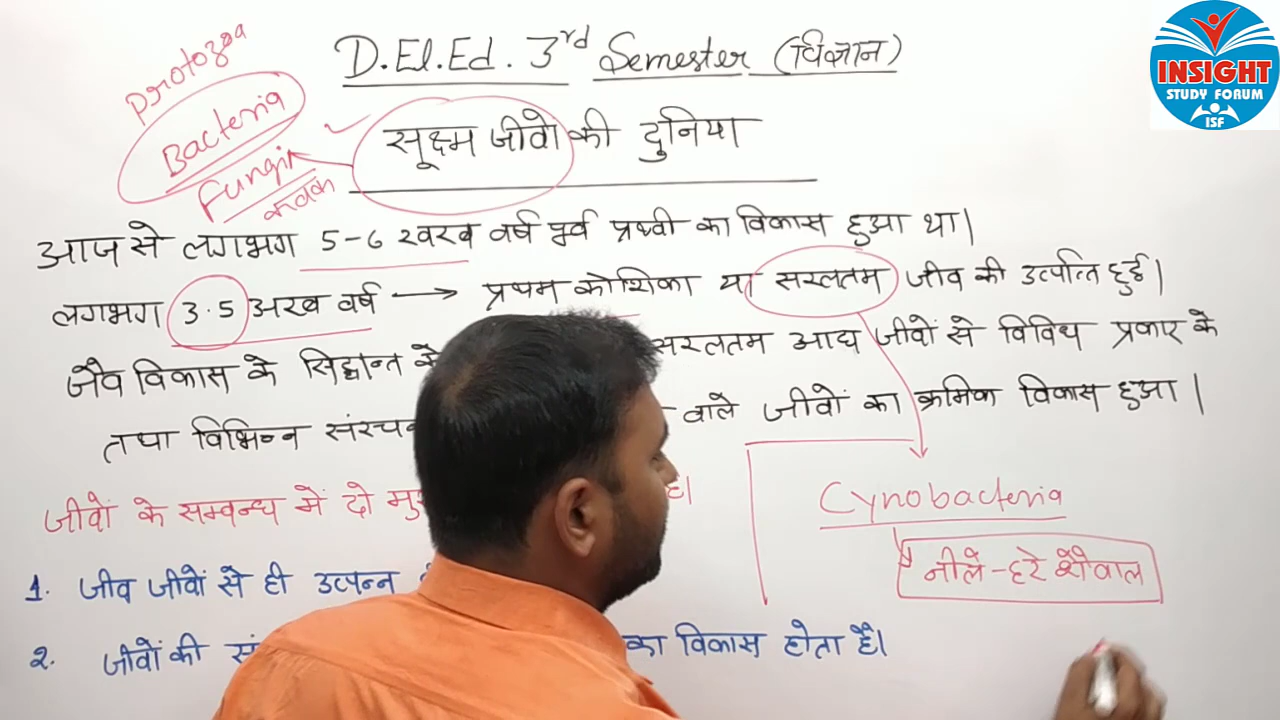 D.El.Ed. 3rd Semester (विज्ञान)
INSIGHT
STUDY FORUM
ISF
Protozoa
Bacteria
Fungi
कवक
सूक्ष्म जीवो की दुनिया
आज से लगभग 5-6 खरब वर्ष पूर्व प्रथ्वी का विकास हुआ था।
लगभग 3.5 अरब वर्ष → प्रथम कोशिका या सरलतम जीव की उत्पत्ति हुई।
जैव विकास के सिद्धान्त के सरलतम आद्य जीवों से विविध प्रकार के
तथा विभिन्न वाले जीवों का क्रमिक विकास हुआ।
Cynobacteria
नीले-हरे शैवाल
जीवों के सम्वन्ध में दो
1. जीव जीवों से ही उत्पन्न
2. जीवों की का विकास होता है।